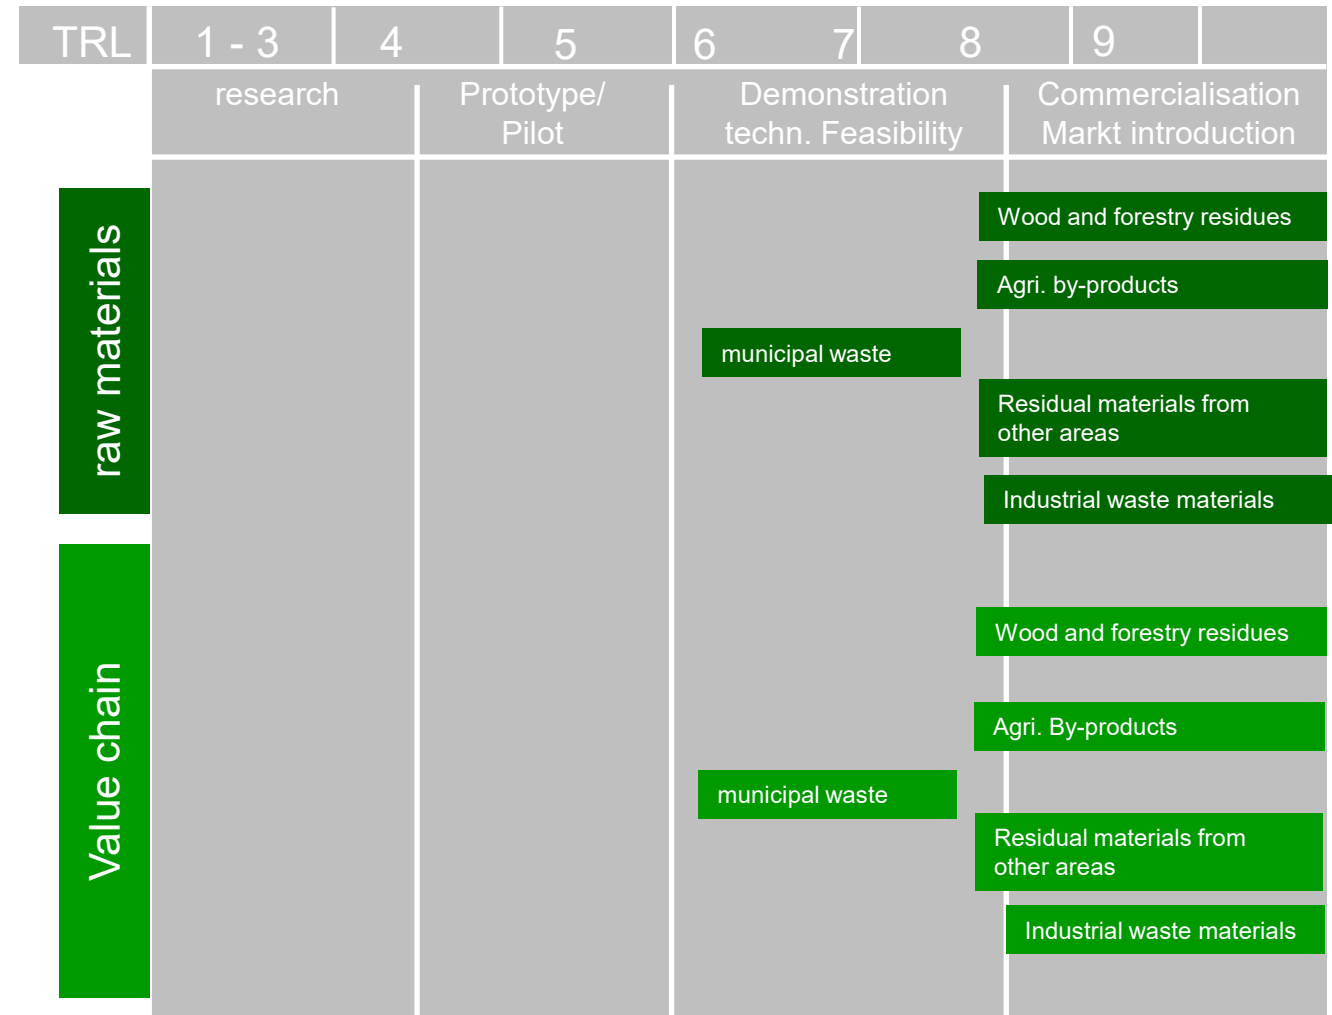 TRL 1 - 3 4 5 6 7 8 9
research Prototype/ Demonstration Commercialisation
Pilot techn. Feasibility Markt introduction
raw materials
Wood and forestry residues
Agri. by-products
municipal waste
Residual materials from
other areas
Industrial waste materials
Value chain
Wood and forestry residues
Agri. By-products
municipal waste
Residual materials from
other areas
Industrial waste materials